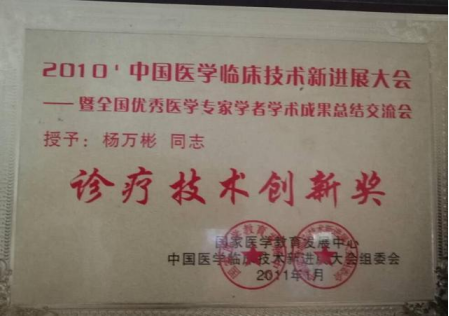 2010'中国医学临床技术新进展大会
——暨全国优秀医学专家学者学术成果总结交流会
授予：杨万彬 同志
诊疗技术创新奖
国家医学教育发展中心
中国医学临床技术新进展大会组委会
2011年1月